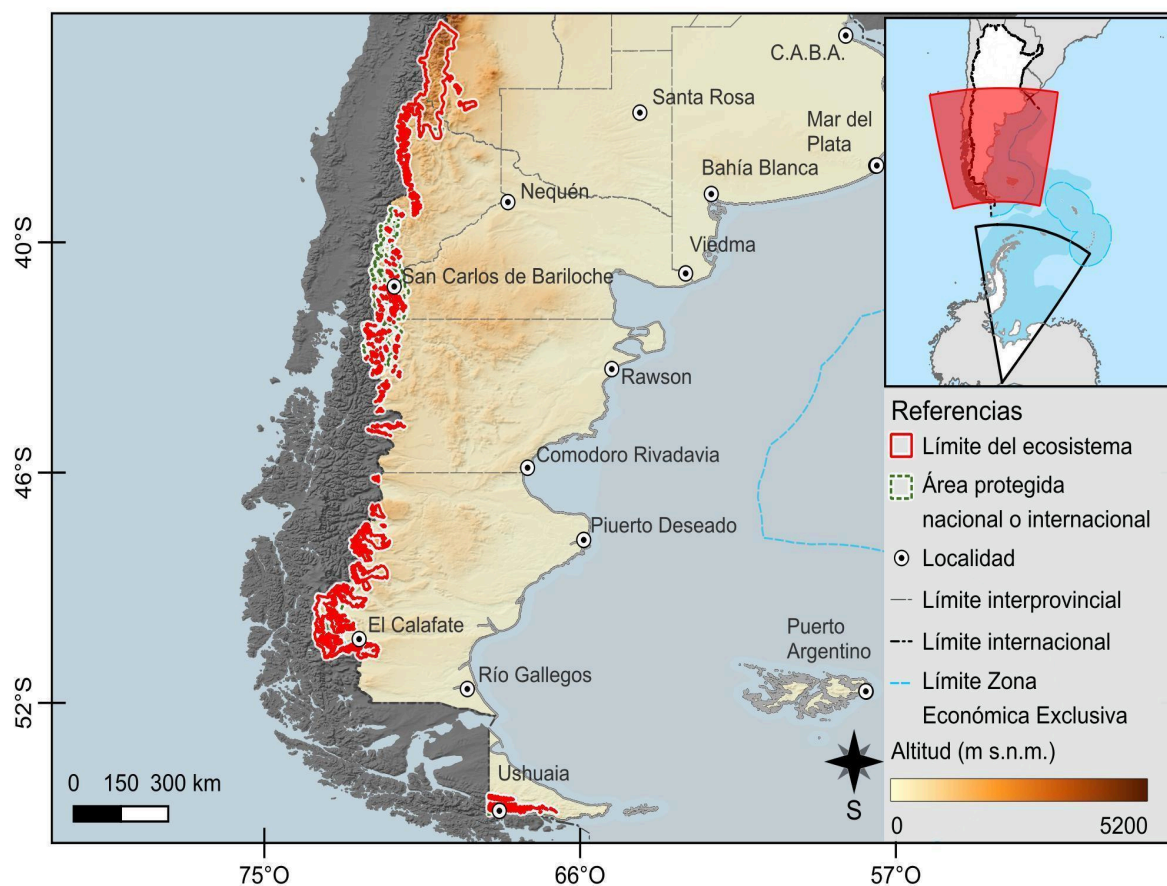 C.A.B.A.
Santa Rosa
Mar del
Plata
Bahía Blanca
Nequén
Viedma
San Carlos de Bariloche
Rawson
Comodoro Rivadavia
Piuerto Deseado
El Calafate
Puerto
Argentino
Río Gallegos
Ushuaia
S
0 150 300 km
40°S
46°S
52°S
75°O
66°O
57°O
Referencias
Límite del ecosistema
Área protegida
nacional o internacional
Localidad
Límite interprovincial
Límite internacional
Límite Zona
Económica Exclusiva
Altitud (m s.n.m.)
0
5200